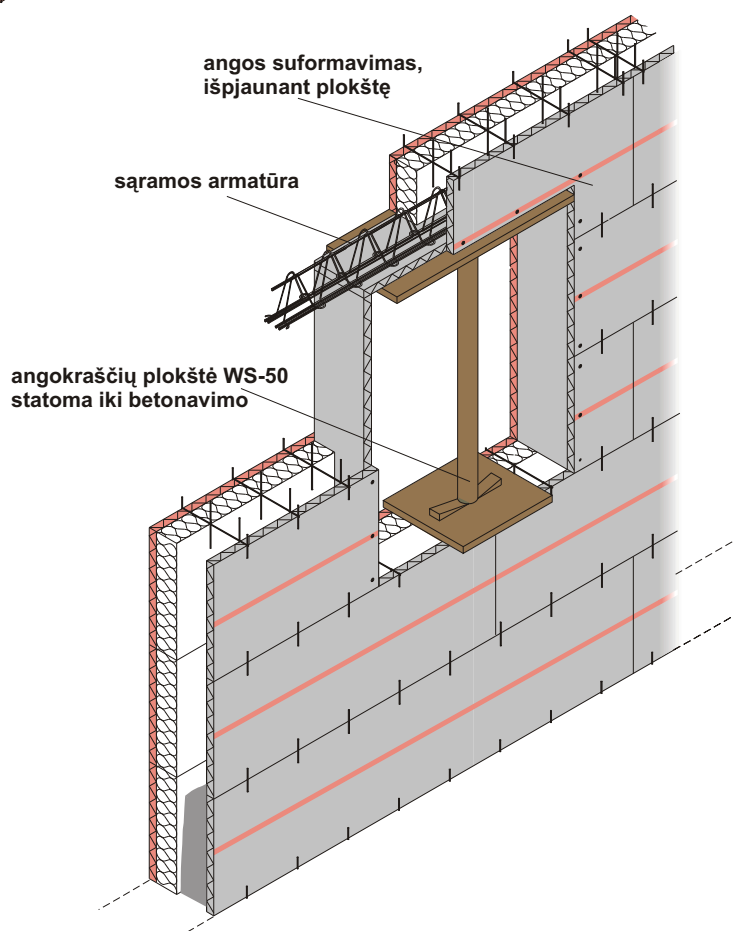 angos suformavimas,
išpjaunant plokštę
sąramos armatūra
angokraščių plokštė WS-50
statoma iki betonavimo